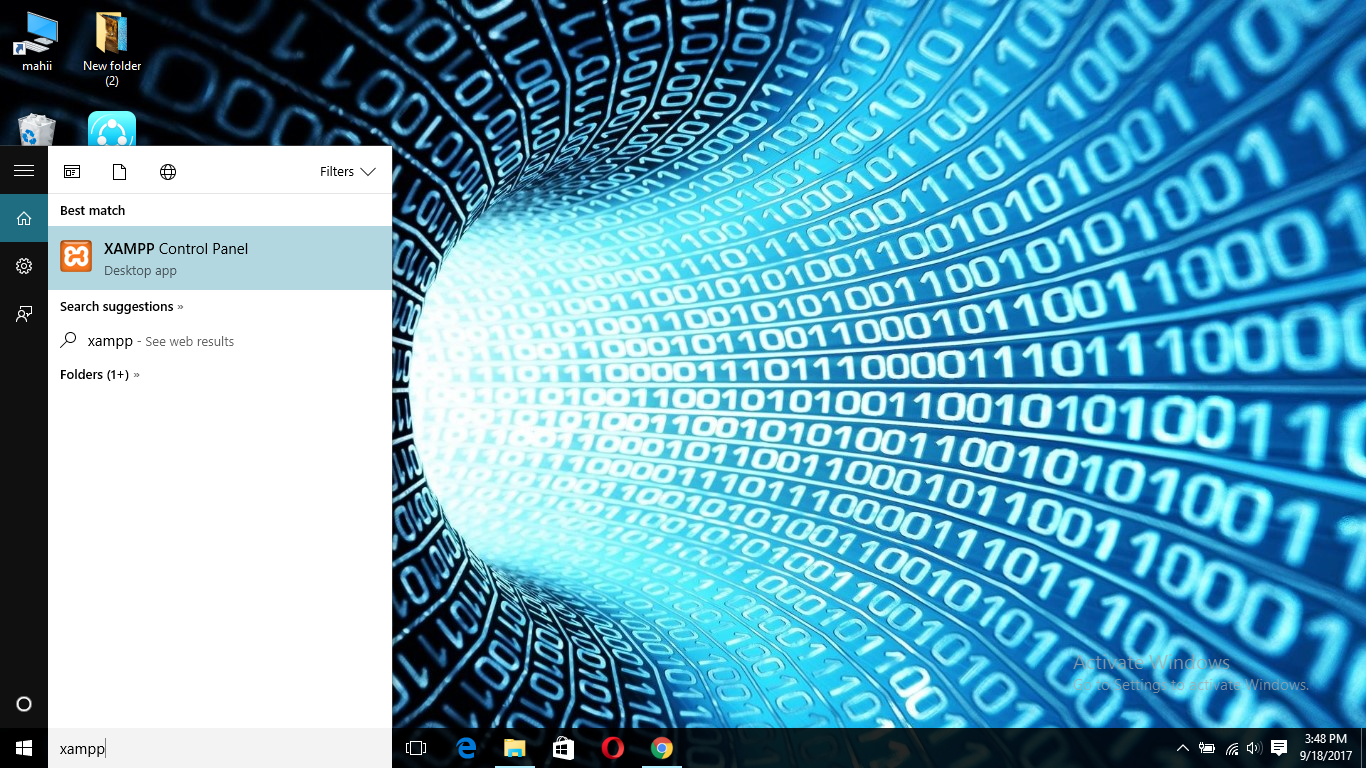 mahii
New folder
(2)
Filters
Best match
XAMPP Control Panel
Desktop app
Search suggestions »
xampp - See web results
Folders (1+) »
Activate Windows
Go to Settings to activate Windows.
xampp
3:48 PM
9/18/2017